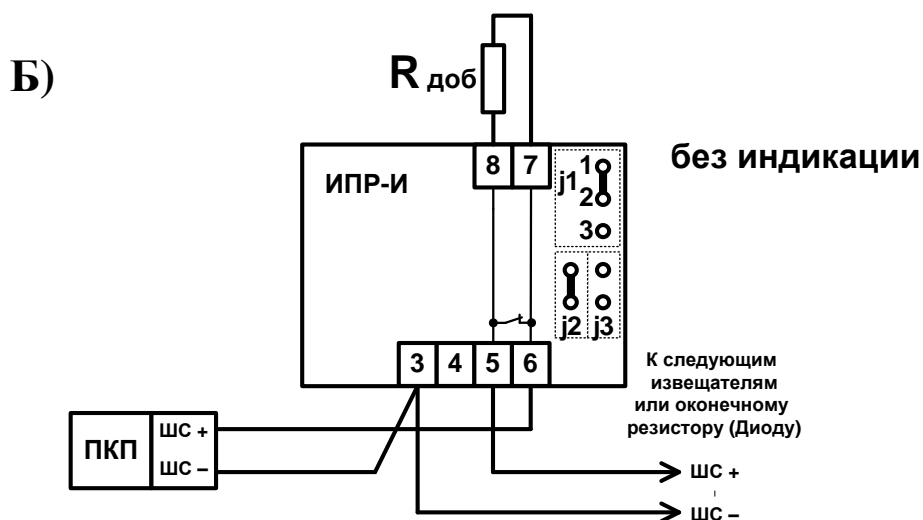 Б)
R доб
без индикации
ИПР-И
8 7
j1
1
2
3
j2 j3
3 4 5 6
К следующим
извещателям
или оконечному
резистору (Диоду)
ПКП
ШС +
ШС –
ШС +
ШС –